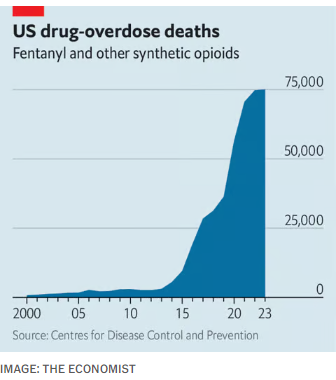 US drug-overdose deaths
Fentanyl and other synthetic opioids
75,000
50,000
25,000
0
2000 05 10 15 20 23
Source: Centres for Disease Control and Prevention
IMAGE: THE ECONOMIST